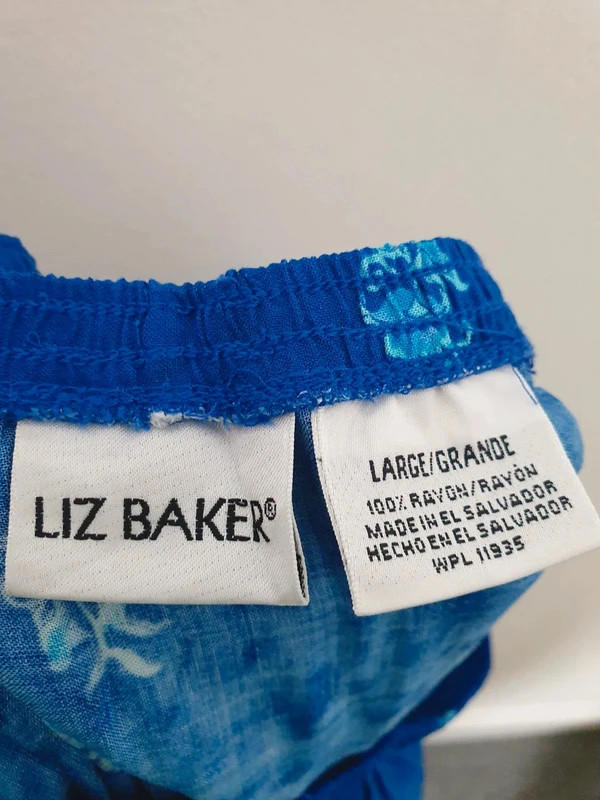 LIZ BAKER®
LARGE/GRANDE
100% RAYON/RAYÓN
MADE IN EL SALVADOR
HECHO EN EL SALVADOR
WPL 11935